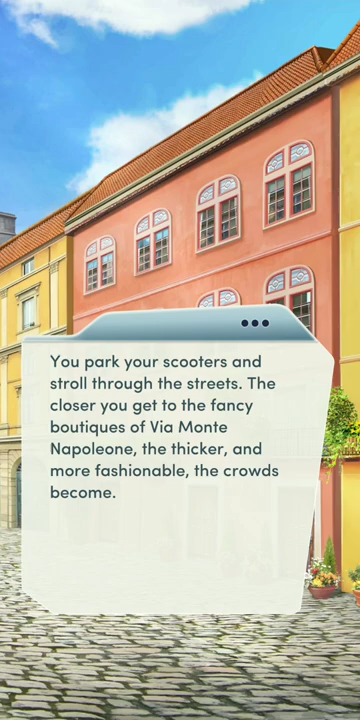 You park your scooters and
stroll through the streets. The
closer you get to the fancy
boutiques of Via Monte
Napoleone, the thicker, and
more fashionable, the crowds
become.